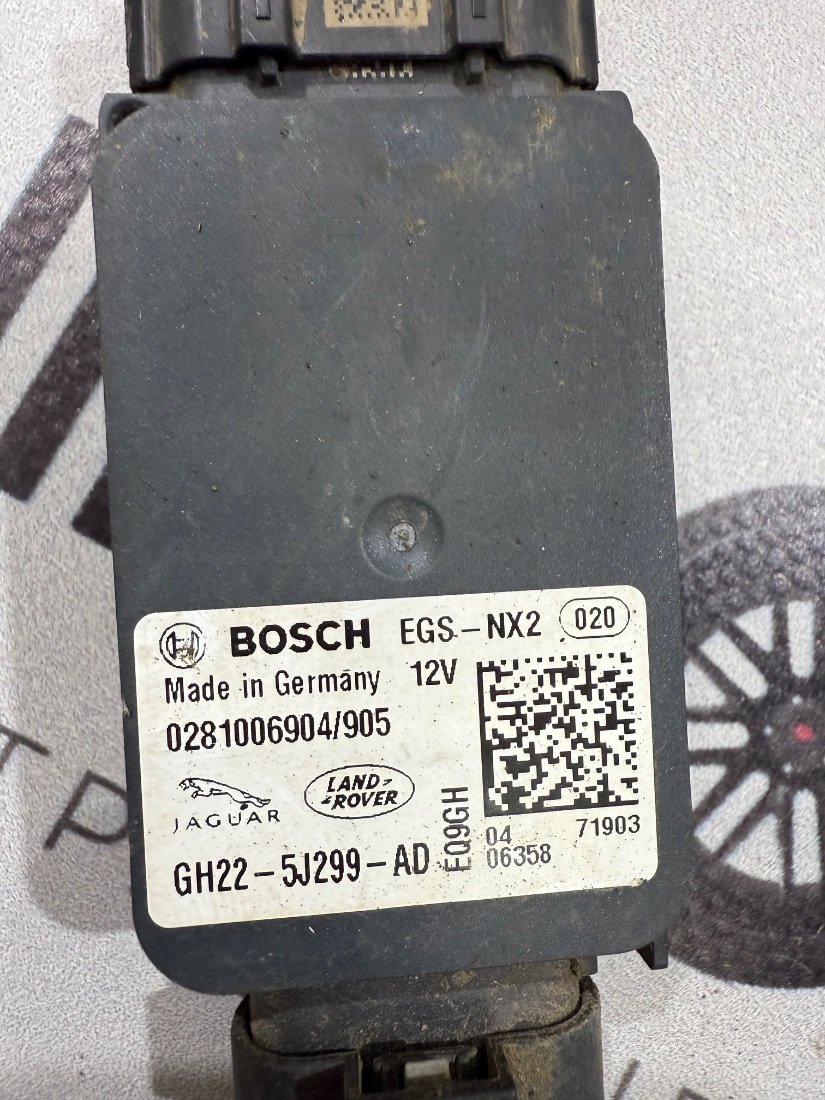 BOSCH EGS-NX2 020
Made in Germany 12V
0281006904/905
JAGUAR
LAND ROVER
GH22-5J299-AD
EQ9GH
04 71903
06358